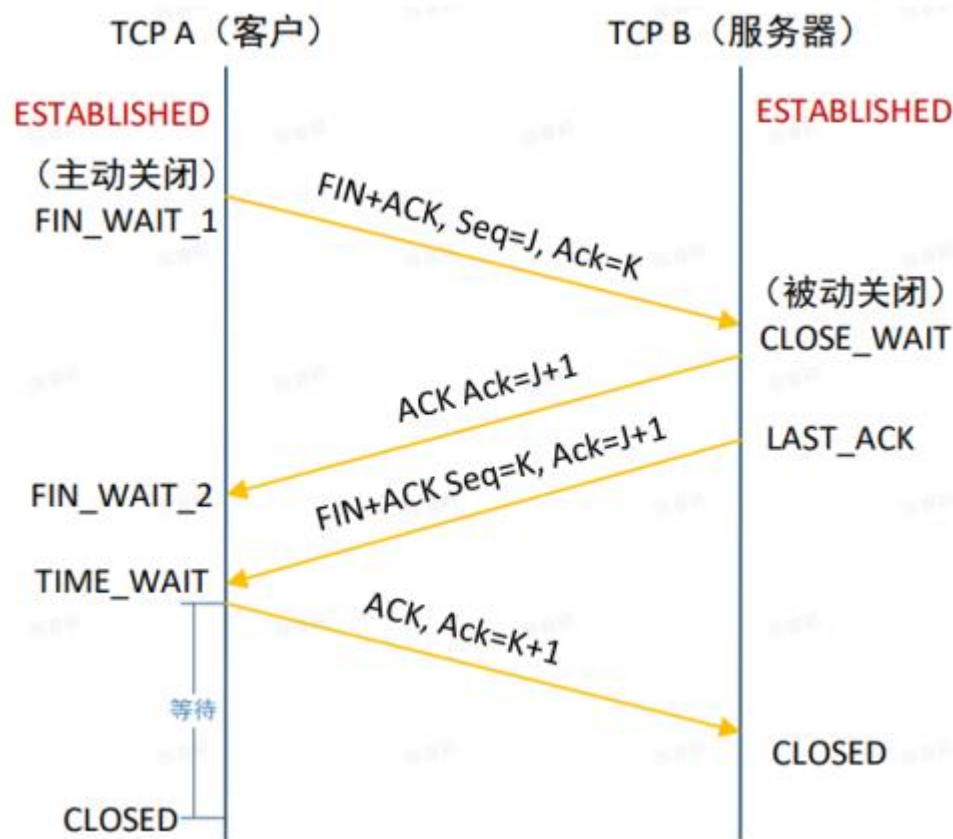 TCP A（客户）
TCP B（服务器）
ESTABLISHED
ESTABLISHED
（主动关闭）
FIN_WAIT_1
FIN+ACK, Seq=J, Ack=K
（被动关闭）
CLOSE_WAIT
ACK Ack=J+1
LAST_ACK
FIN_WAIT_2
FIN+ACK Seq=K, Ack=J+1
TIME_WAIT
ACK, Ack=K+1
等待
CLOSED
CLOSED